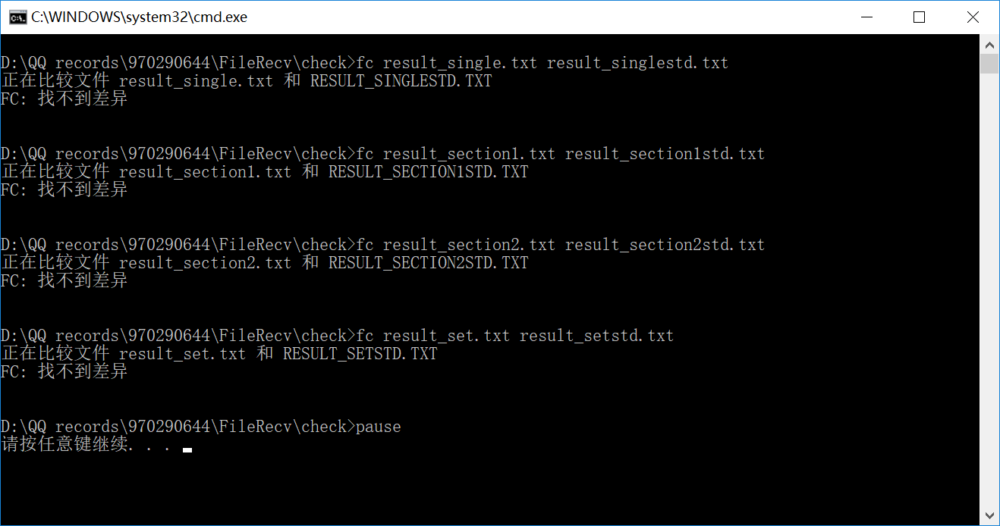 C:\WINDOWS\system32\cmd.exe
D:\QQ records\970290644\FileRecv\check>fc result_single.txt result_singlestd.txt
正在比较文件 result_single.txt 和 RESULT_SINGLESTD.TXT
FC: 找不到差异
D:\QQ records\970290644\FileRecv\check>fc result_section1.txt result_section1std.txt
正在比较文件 result_section1.txt 和 RESULT_SECTION1STD.TXT
FC: 找不到差异
D:\QQ records\970290644\FileRecv\check>fc result_section2.txt result_section2std.txt
正在比较文件 result_section2.txt 和 RESULT_SECTION2STD.TXT
FC: 找不到差异
D:\QQ records\970290644\FileRecv\check>fc result_set.txt result_setstd.txt
正在比较文件 result_set.txt 和 RESULT_SETSTD.TXT
FC: 找不到差异
D:\QQ records\970290644\FileRecv\check>pause
请按任意键继续. . .